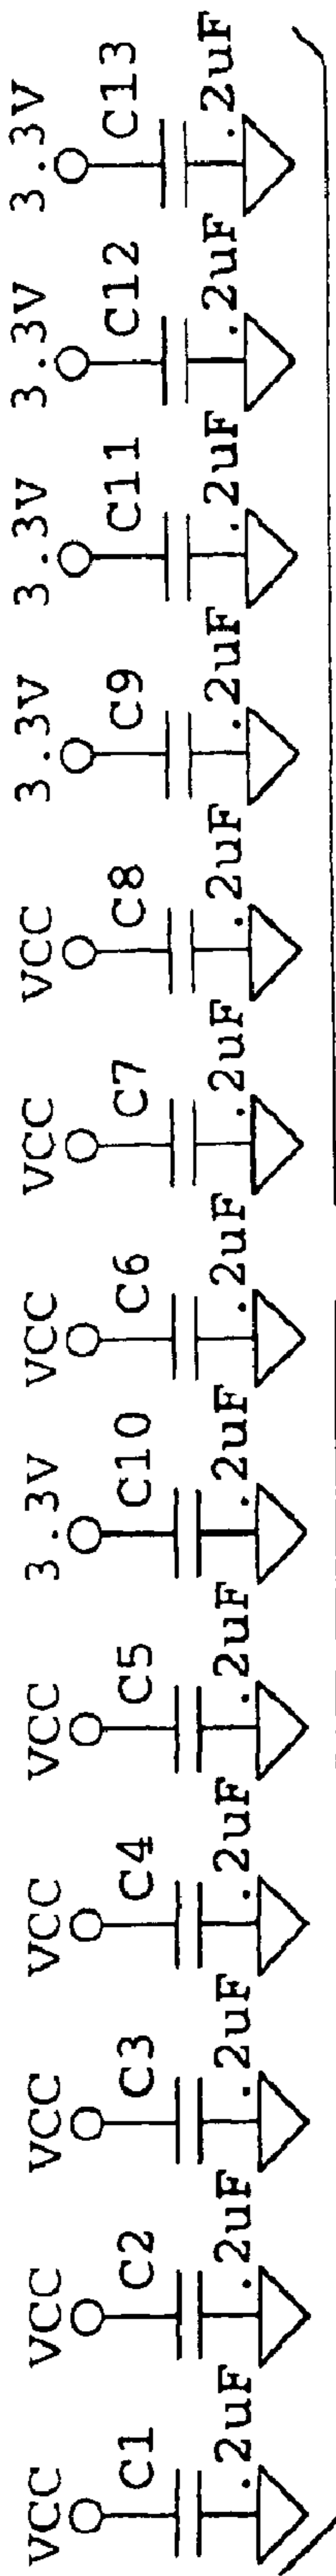 VCC VCC VCC VCC VCC 3.3V VCC VCC VCC 3.3V 3.3V 3.3V 3.3V
C1 C2 C3 C4 C5 C10 C6 C7 C8 C9 C11 C12 C13
.2uF .2uF .2uF .2uF .2uF .2uF .2uF .2uF .2uF .2uF .2uF .2uF .2uF